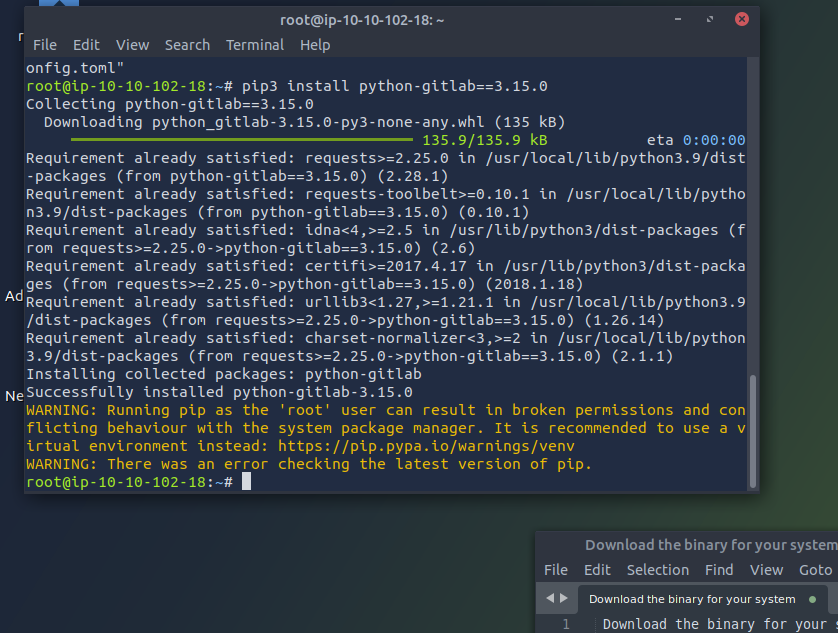 root@ip-10-10-102-18: ~
File Edit View Search Terminal Help
onfig.toml"
root@ip-10-10-102-18:~# pip3 install python-gitlab==3.15.0
Collecting python-gitlab==3.15.0
Downloading python_gitlab-3.15.0-py3-none-any.whl (135 kB)
135.9/135.9 kB eta 0:00:00
Requirement already satisfied: requests>=2.25.0 in /usr/local/lib/python3.9/dist
-packages (from python-gitlab==3.15.0) (2.28.1)
Requirement already satisfied: requests-toolbelt>=0.10.1 in /usr/local/lib/pytho
n3.9/dist-packages (from python-gitlab==3.15.0) (0.10.1)
Requirement already satisfied: idna<4,>=2.5 in /usr/lib/python3/dist-packages (f
rom requests>=2.25.0->python-gitlab==3.15.0) (2.6)
Requirement already satisfied: certifi>=2017.4.17 in /usr/lib/python3/dist-packa
ges (from requests>=2.25.0->python-gitlab==3.15.0) (2018.1.18)
Requirement already satisfied: urllib3<1.27,>=1.21.1 in /usr/local/lib/python3.9
/dist-packages (from requests>=2.25.0->python-gitlab==3.15.0) (1.26.14)
Requirement already satisfied: charset-normalizer<3,>=2 in /usr/local/lib/python
3.9/dist-packages (from requests>=2.25.0->python-gitlab==3.15.0) (2.1.1)
Installing collected packages: python-gitlab
Successfully installed python-gitlab-3.15.0
WARNING: Running pip as the 'root' user can result in broken permissions and con
flicting behaviour with the system package manager. It is recommended to use a v
irtual environment instead: https://pip.pypa.io/warnings/venv
WARNING: There was an error checking the latest version of pip.
root@ip-10-10-102-18:~#
r
Ad
Ne
Download the binary for your system
File Edit Selection Find View Goto
Download the binary for your system
1 Download the binary for your s